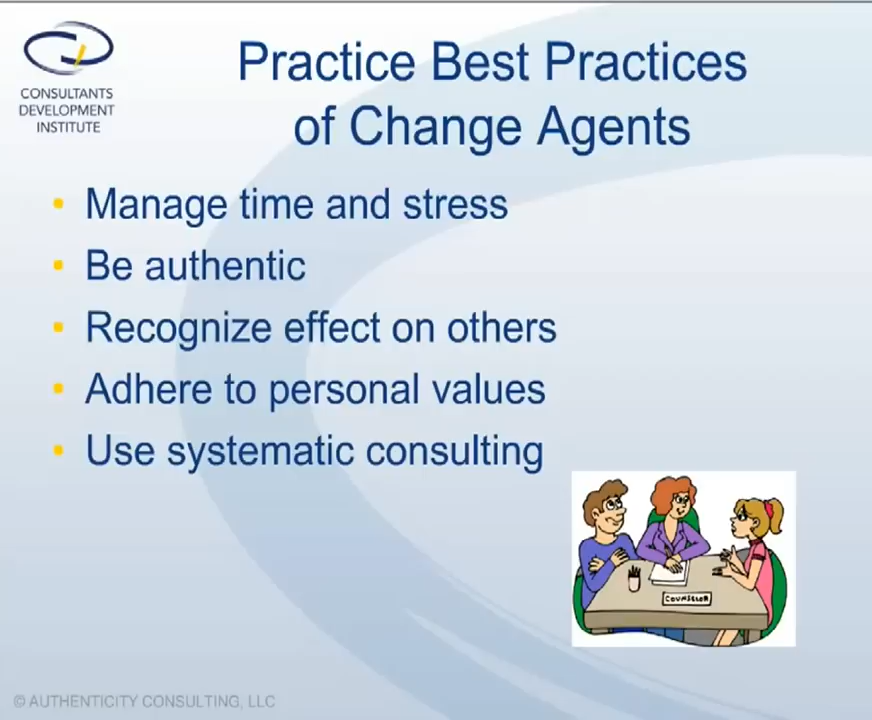 CONSULTANTS
DEVELOPMENT
INSTITUTE
Practice Best Practices
of Change Agents
• Manage time and stress
• Be authentic
• Recognize effect on others
• Adhere to personal values
• Use systematic consulting
COUNSELOR
© AUTHENTICITY CONSULTING, LLC